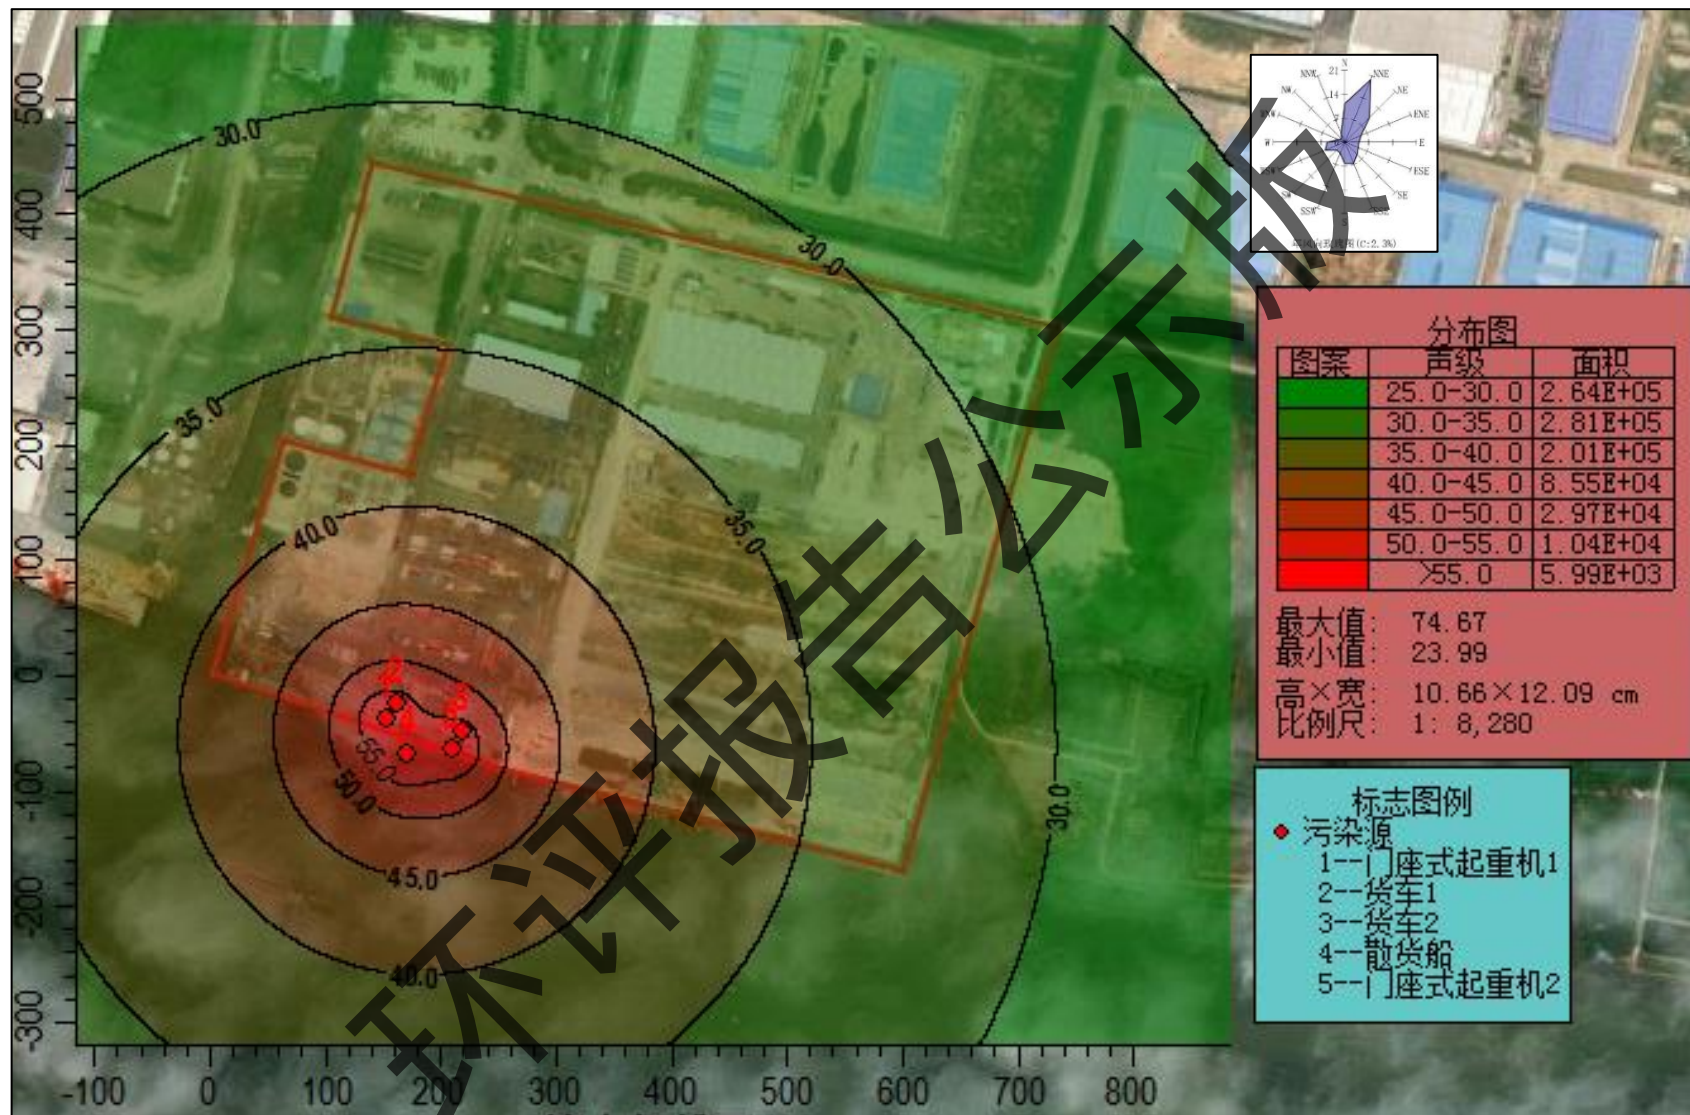 500
400
300
200
100
0
-100
-200
-300
-100 0 100 200 300 400 500 600 700 800
30.0
30.0
35.0
35.0
40.0
30.0
55.0
50.0
45.0
40.0
N
21
14
NNW
NNE
NW
NE
ENE
W
E
ESE
SE
SSW
SSE
分布图
图案 声级 面积
25.0-30.0 2.64E+05
30.0-35.0 2.81E+05
35.0-40.0 2.01E+05
40.0-45.0 8.55E+04
45.0-50.0 2.97E+04
50.0-55.0 1.04E+04
>55.0 5.99E+03
最大值: 74.67
最小值: 23.99
高×宽: 10.66×12.09 cm
比例尺: 1: 8,280
标志图例
污染源
1--门座式起重机1
2--货车1
3--货车2
4--散货船
5--门座式起重机2
环评报告公示版